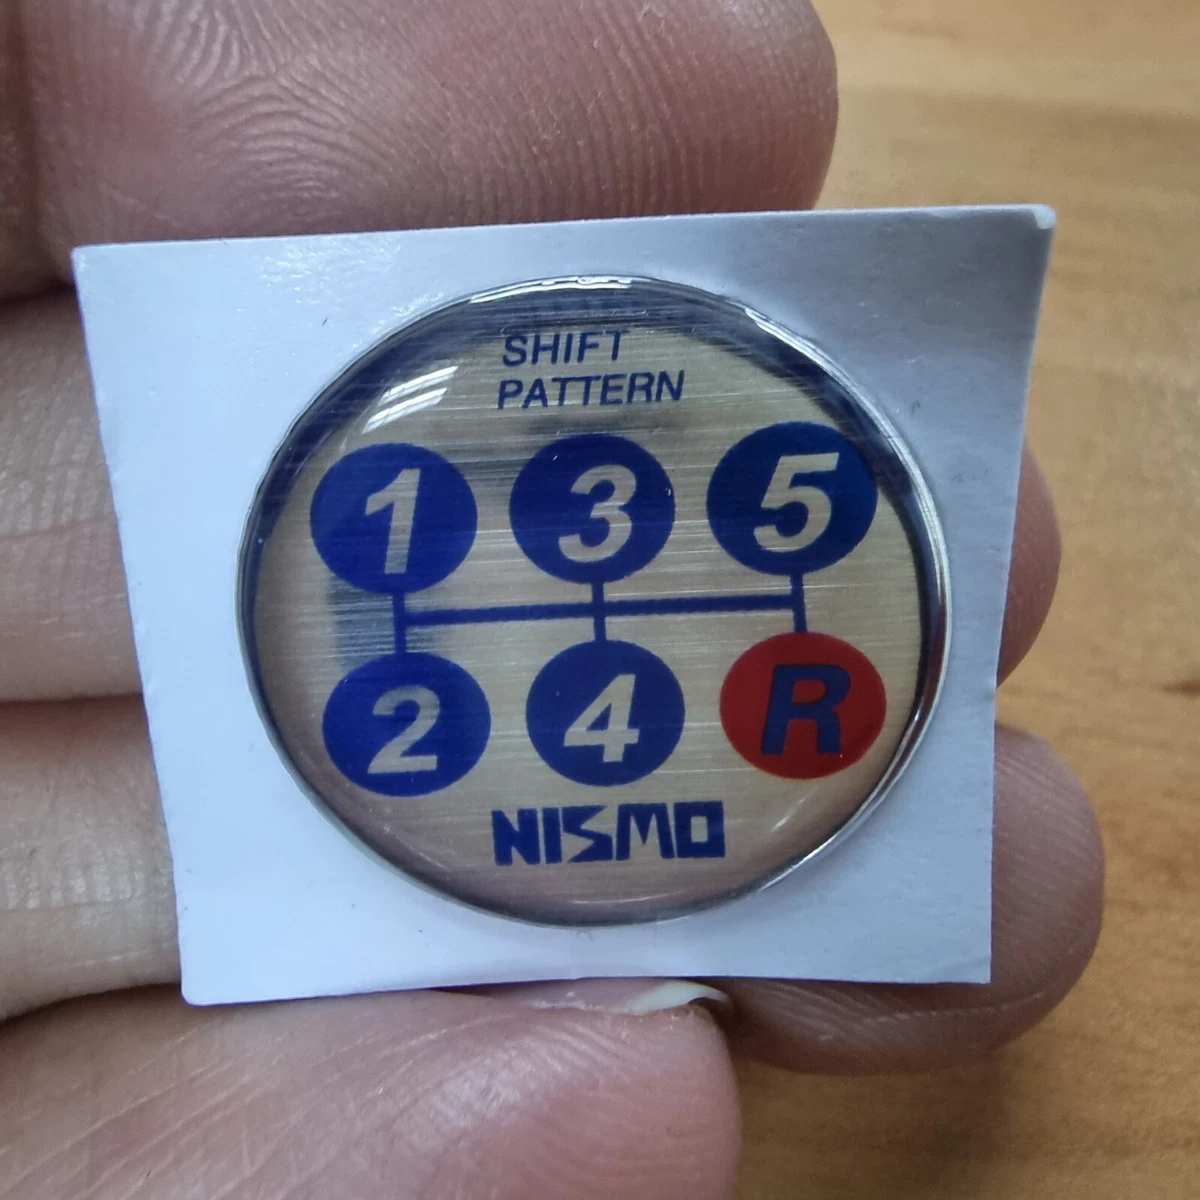 SHIFT
PATTERN
1 3 5
2 4 R
NISMO